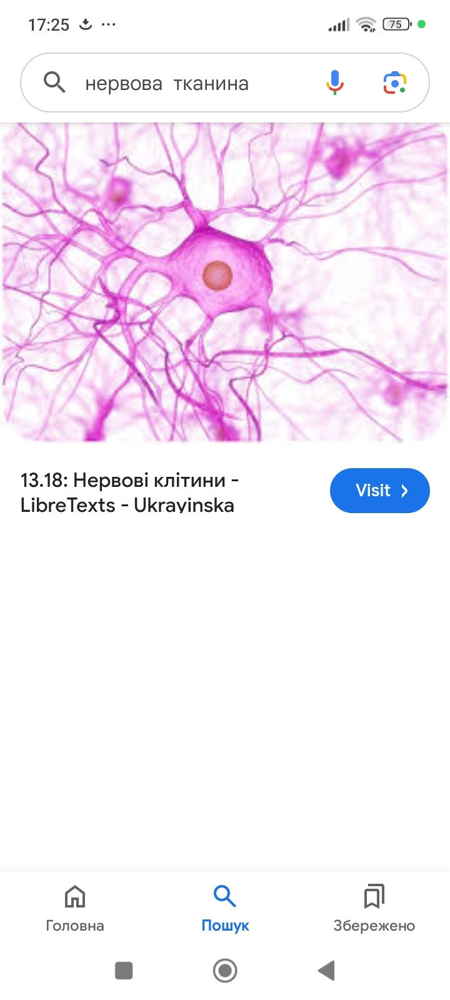 17:25
75
нервова тканина
13.18: Нервові клітини -
LibreTexts - Ukrayinska
Visit
Головна
Пошук
Збережено